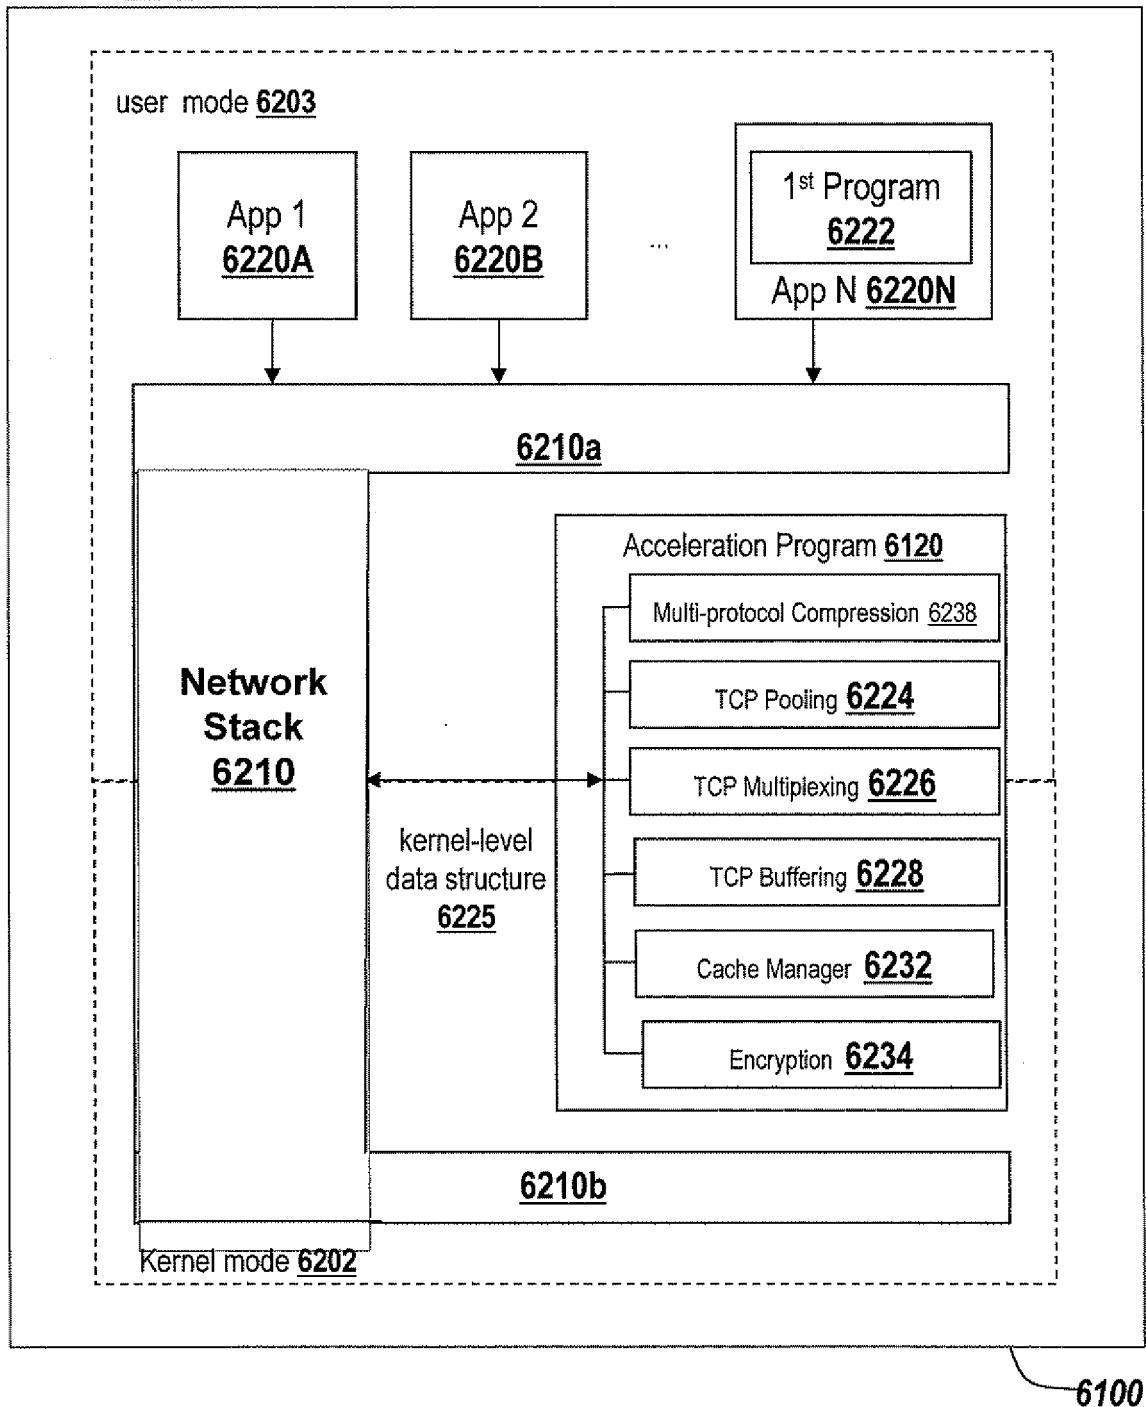 user mode 6203
App 1
6220A
App 2
6220B
...
1st Program
6222
App N 6220N
6210a
Acceleration Program 6120
Multi-protocol Compression 6238
TCP Pooling 6224
TCP Multiplexing 6226
TCP Buffering 6228
Cache Manager 6232
Encryption 6234
Network
Stack
6210
kernel-level
data structure
6225
6210b
Kernel mode 6202
6100